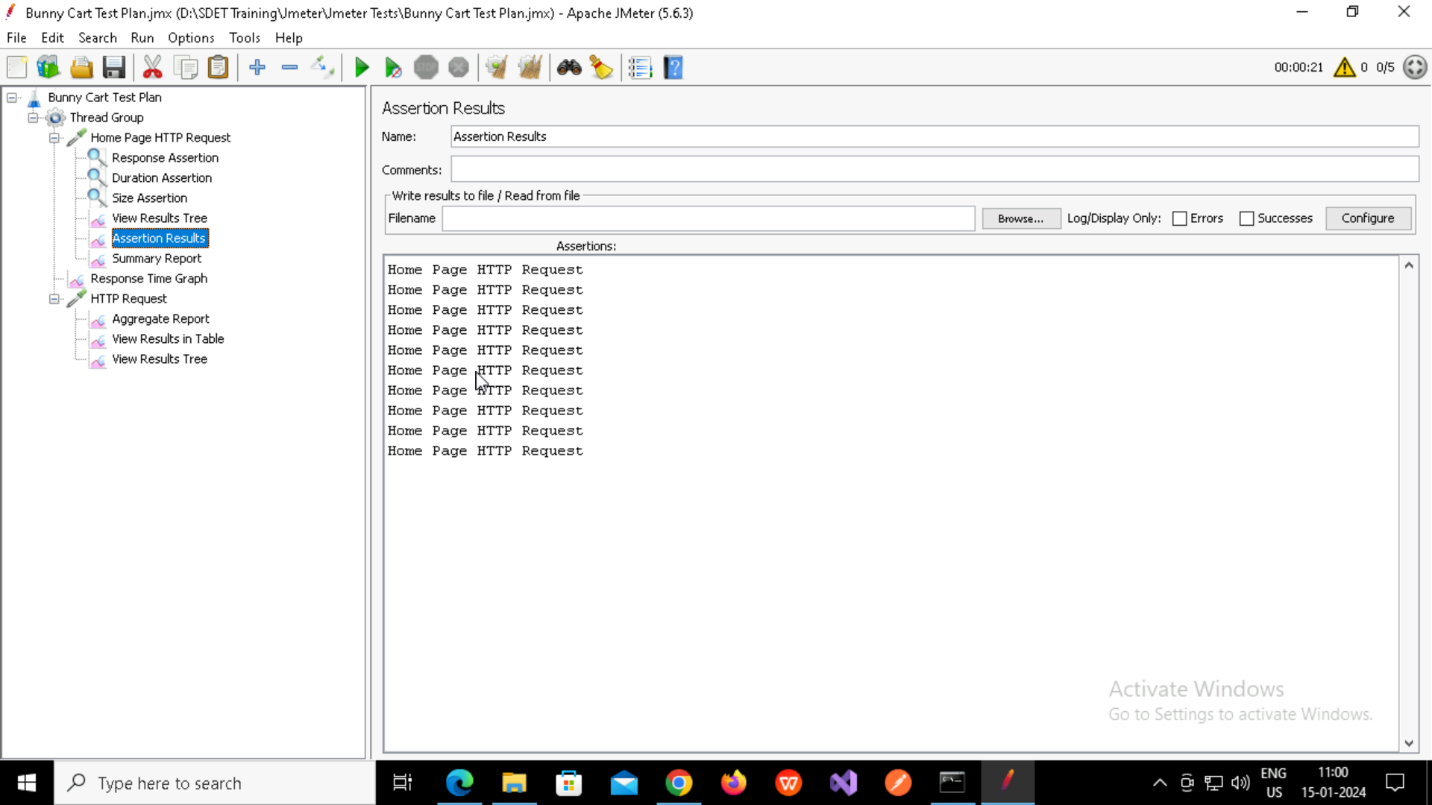 Bunny Cart Test Plan.jmx (D:\SDET Training\Jmeter\Jmeter Tests\Bunny Cart Test Plan.jmx) - Apache JMeter (5.6.3)
File Edit Search Run Options Tools Help
00:00:21 0 0/5
Bunny Cart Test Plan
Thread Group
Home Page HTTP Request
Response Assertion
Duration Assertion
Size Assertion
View Results Tree
Assertion Results
Summary Report
Response Time Graph
HTTP Request
Aggregate Report
View Results in Table
View Results Tree
Assertion Results
Name: Assertion Results
Comments:
Write results to file / Read from file
Filename Browse... Log/Display Only: Errors Successes Configure
Assertions:
Home Page HTTP Request
Home Page HTTP Request
Home Page HTTP Request
Home Page HTTP Request
Home Page HTTP Request
Home Page HTTP Request
Home Page HTTP Request
Home Page HTTP Request
Home Page HTTP Request
Home Page HTTP Request
Activate Windows
Go to Settings to activate Windows.
Type here to search
ENG
US
11:00
15-01-2024